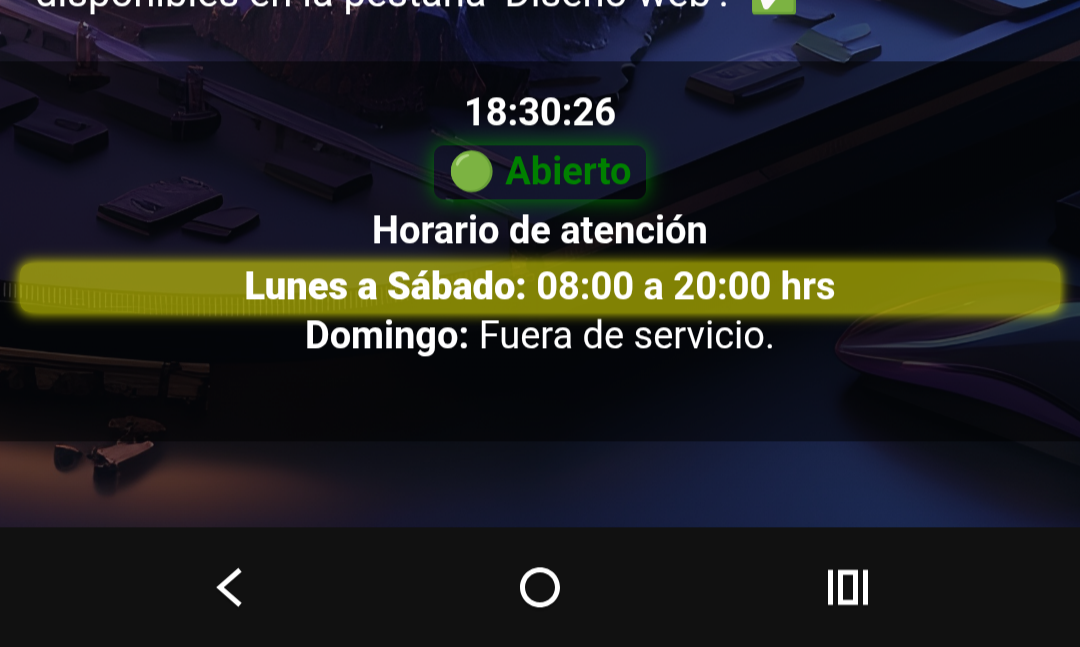 disponibles en la pestaña "Diseño web". ✅
18:30:26
🟢 Abierto
Horario de atención
Lunes a Sábado: 08:00 a 20:00 hrs
Domingo: Fuera de servicio.